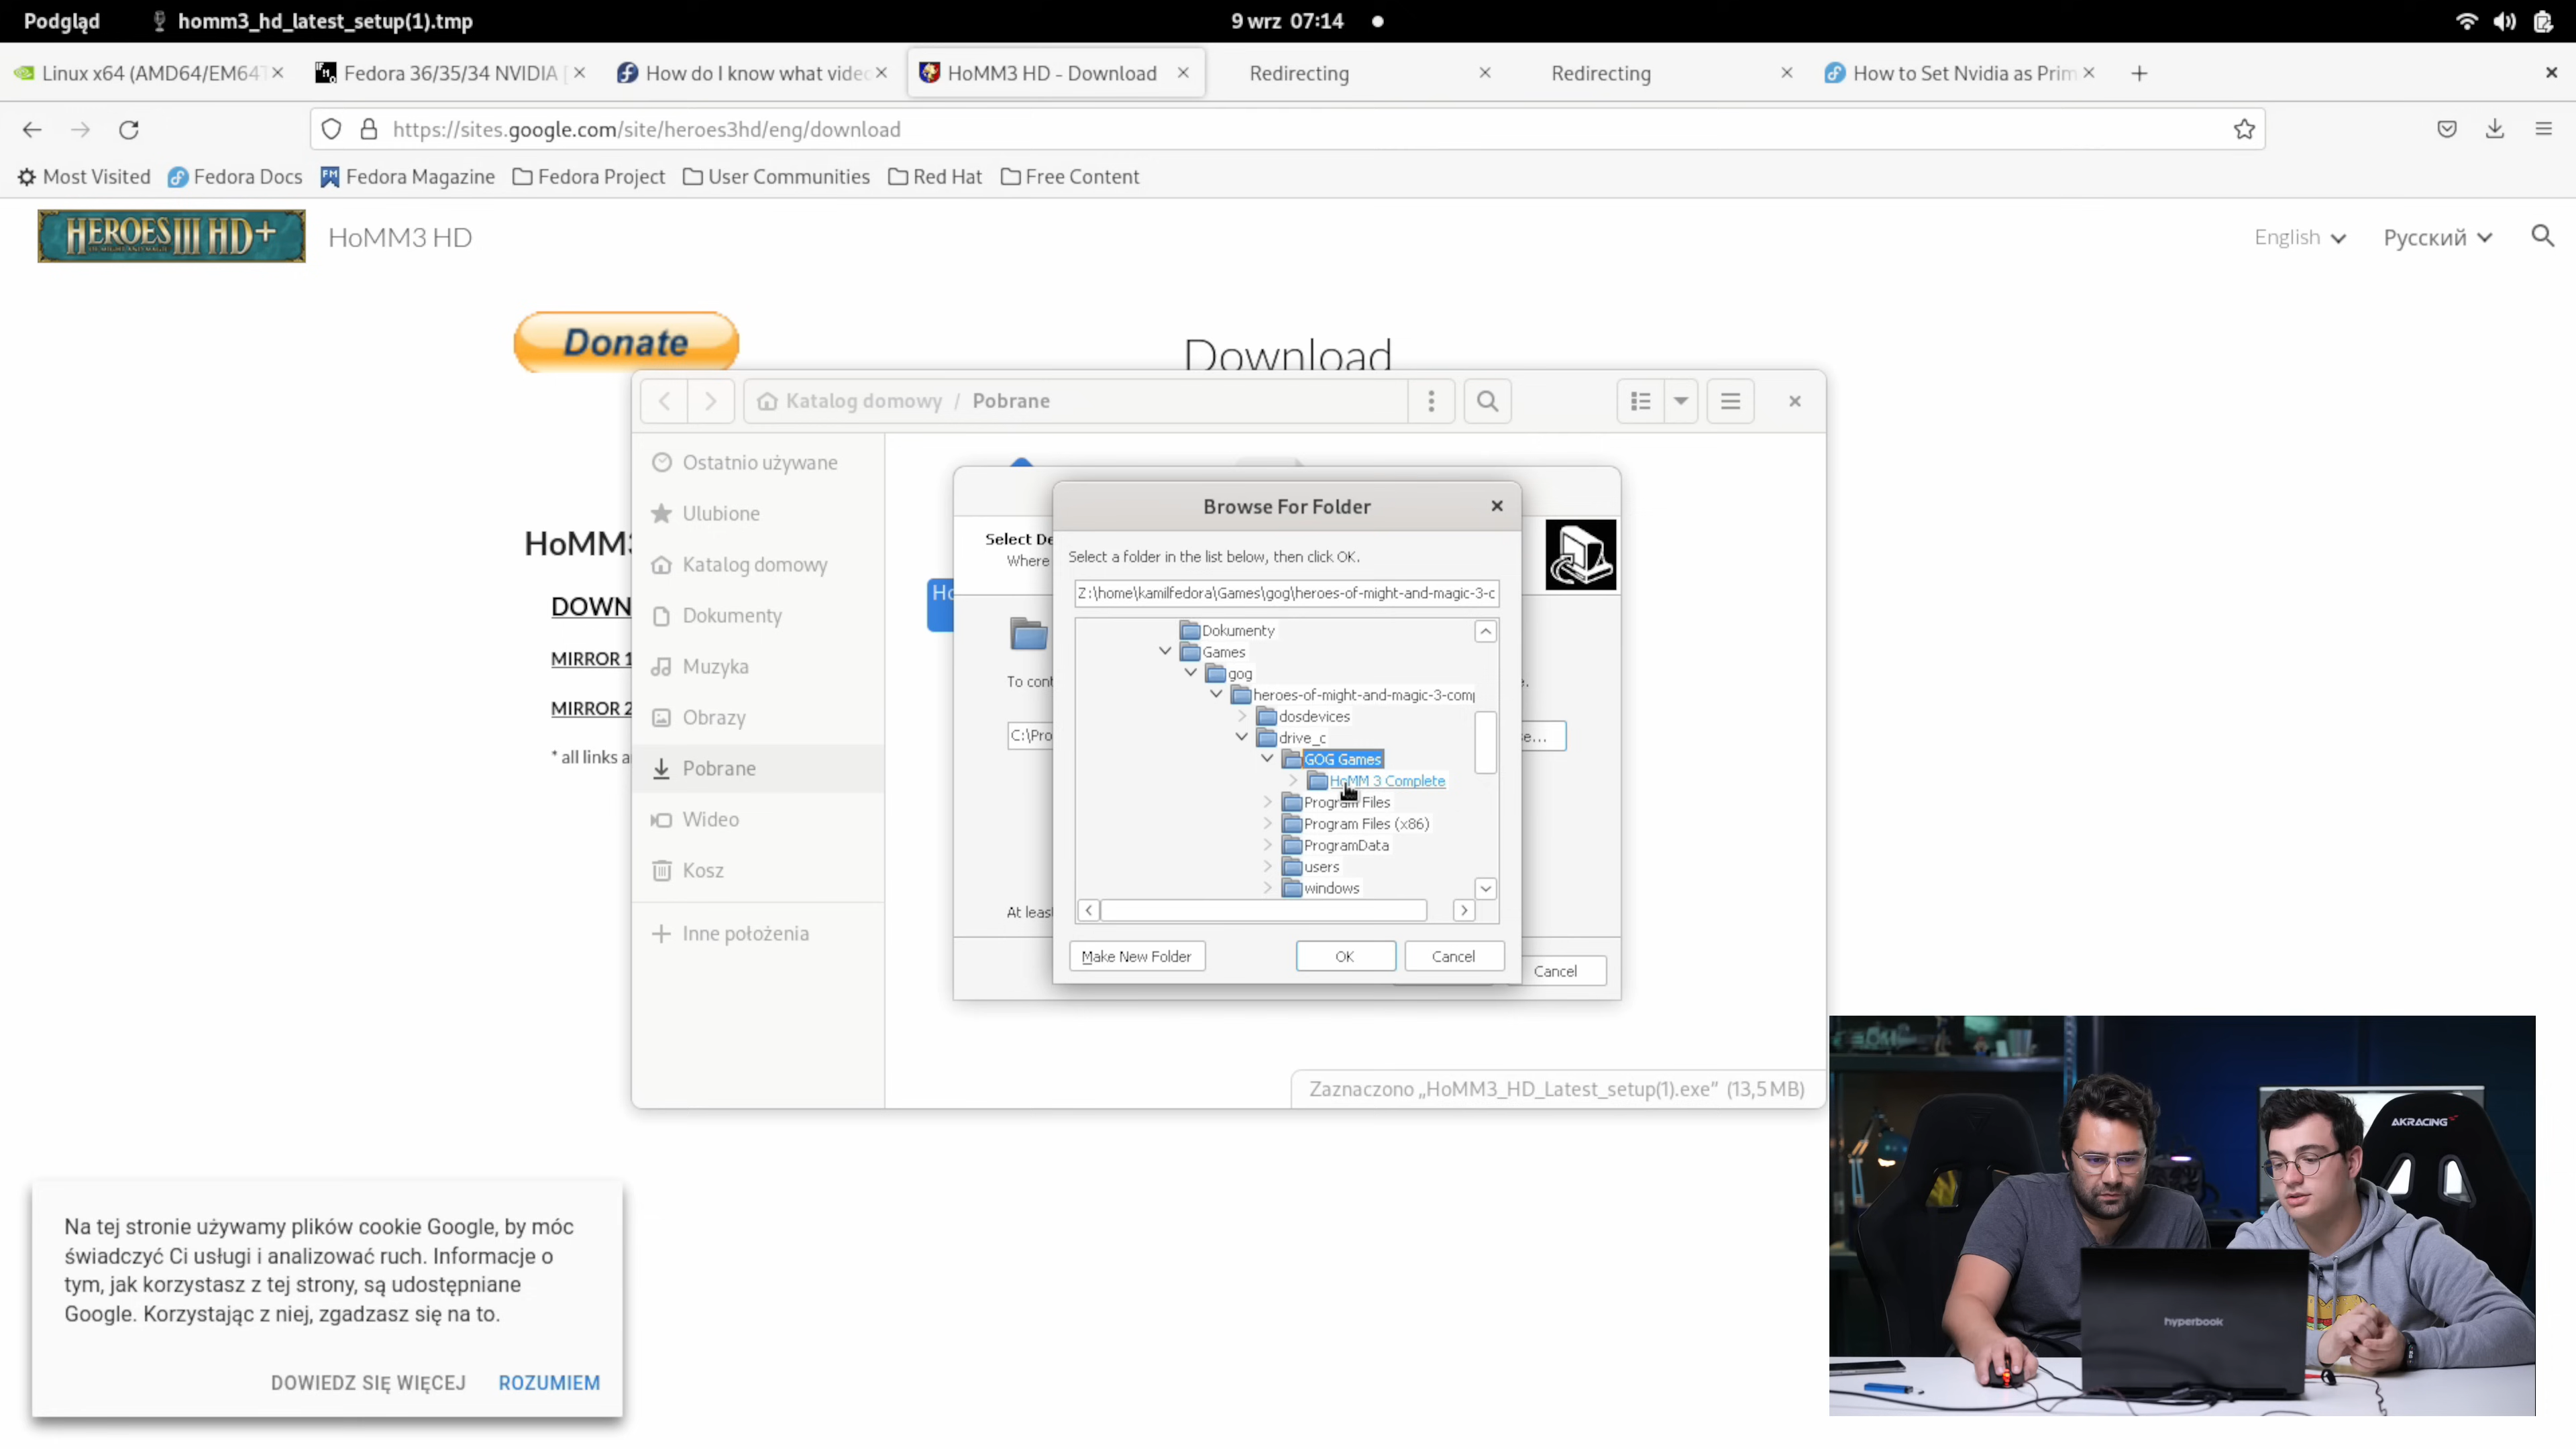 Podgląd homm3_hd_latest_setup(1).tmp 9 wrz 07:14
Linux x64 (AMD64/EM64T Fedora 36/35/34 NVIDIA [ How do I know what video HoMM3 HD - Download Redirecting Redirecting How to Set Nvidia as Prim
https://sites.google.com/site/heroes3hd/eng/download
Most Visited Fedora Docs Fedora Magazine Fedora Project User Communities Red Hat Free Content
HEROES III HD+ HoMM3 HD English Русский
Donate
Download
Katalog domowy / Pobrane
Ostatnio używane
Ulubione
Katalog domowy
Dokumenty
Muzyka
Obrazy
Pobrane
Wideo
Kosz
Inne położenia
HoMM3
DOWN
MIRROR 1
MIRROR 2
* all links a
Ho
Select De
Where
To cont
C:\Pro
At least
e...
Cancel
Browse For Folder
Select a folder in the list below, then click OK.
Z:\home\kamilfedora\Games\gog\heroes-of-might-and-magic-3-c
Dokumenty
Games
gog
heroes-of-might-and-magic-3-comp
dosdevices
drive_c
GOG Games
HoMM 3 Complete
Program Files
Program Files (x86)
ProgramData
users
windows
Make New Folder OK Cancel
Zaznaczono „HoMM3_HD_Latest_setup(1).exe” (13,5 MB)
Na tej stronie używamy plików cookie Google, by móc
świadczyć Ci usługi i analizować ruch. Informacje o
tym, jak korzystasz z tej strony, są udostępniane
Google. Korzystając z niej, zgadzasz się na to.
DOWIEDZ SIĘ WIĘCEJ ROZUMIEM
AKRACING
hyperbook